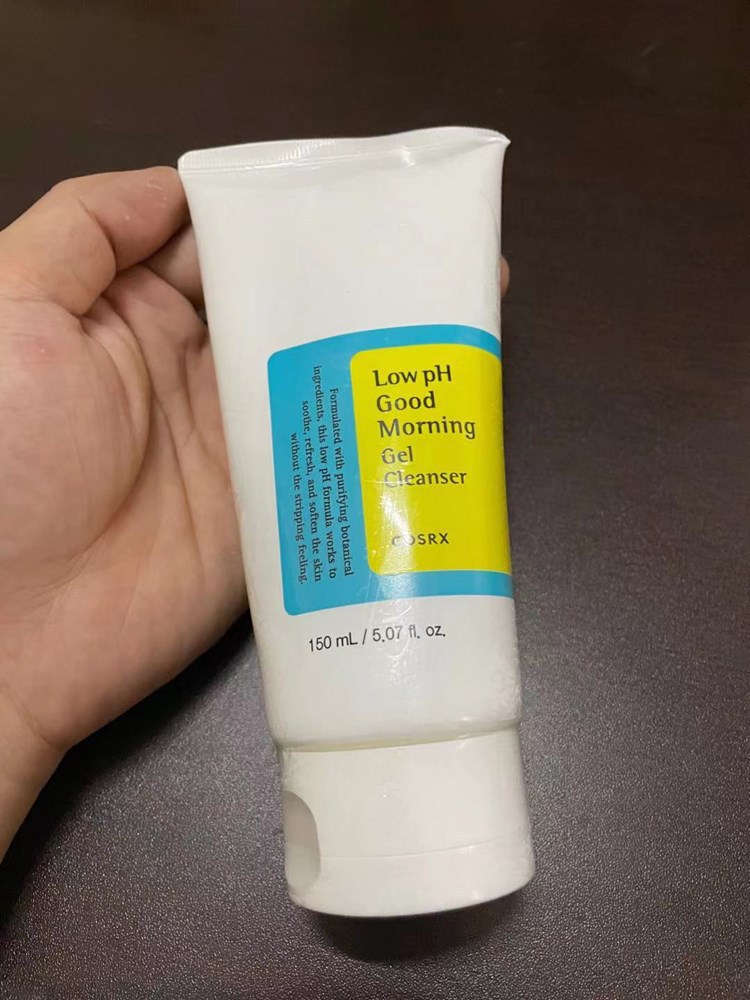 Low pH
Good
Morning
Gel
Cleanser
COSRX
Formulated with purifying botanical
ingredients, this low pH formula works to
soothe, refresh, and soften the skin
without the stripping feeling.
150 mL / 5.07 fl. oz.